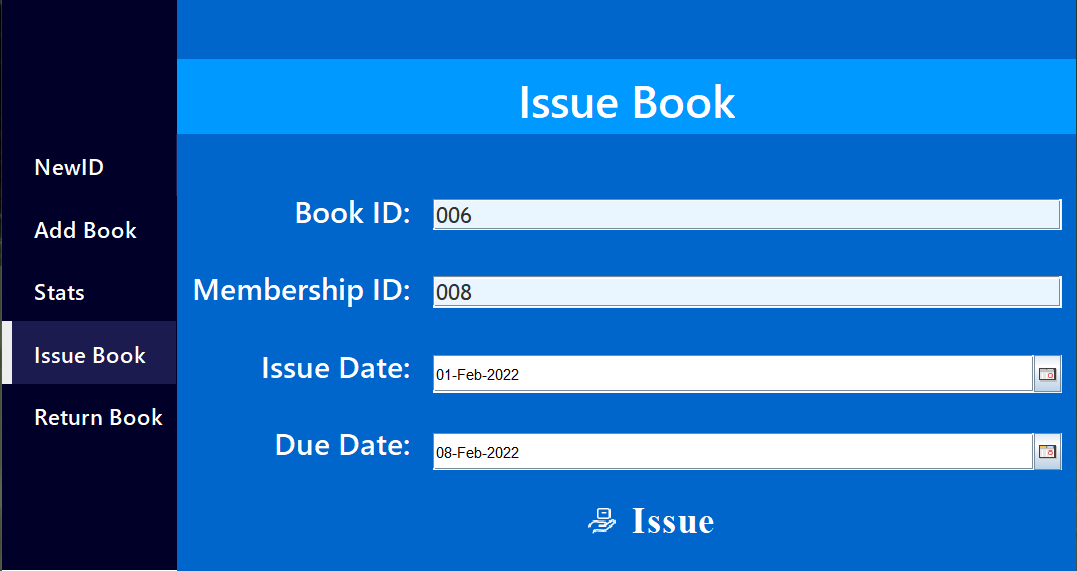 Issue Book
NewID
Add Book
Stats
Issue Book
Return Book
Book ID: 006
Membership ID: 008
Issue Date: 01-Feb-2022
Due Date: 08-Feb-2022
Issue